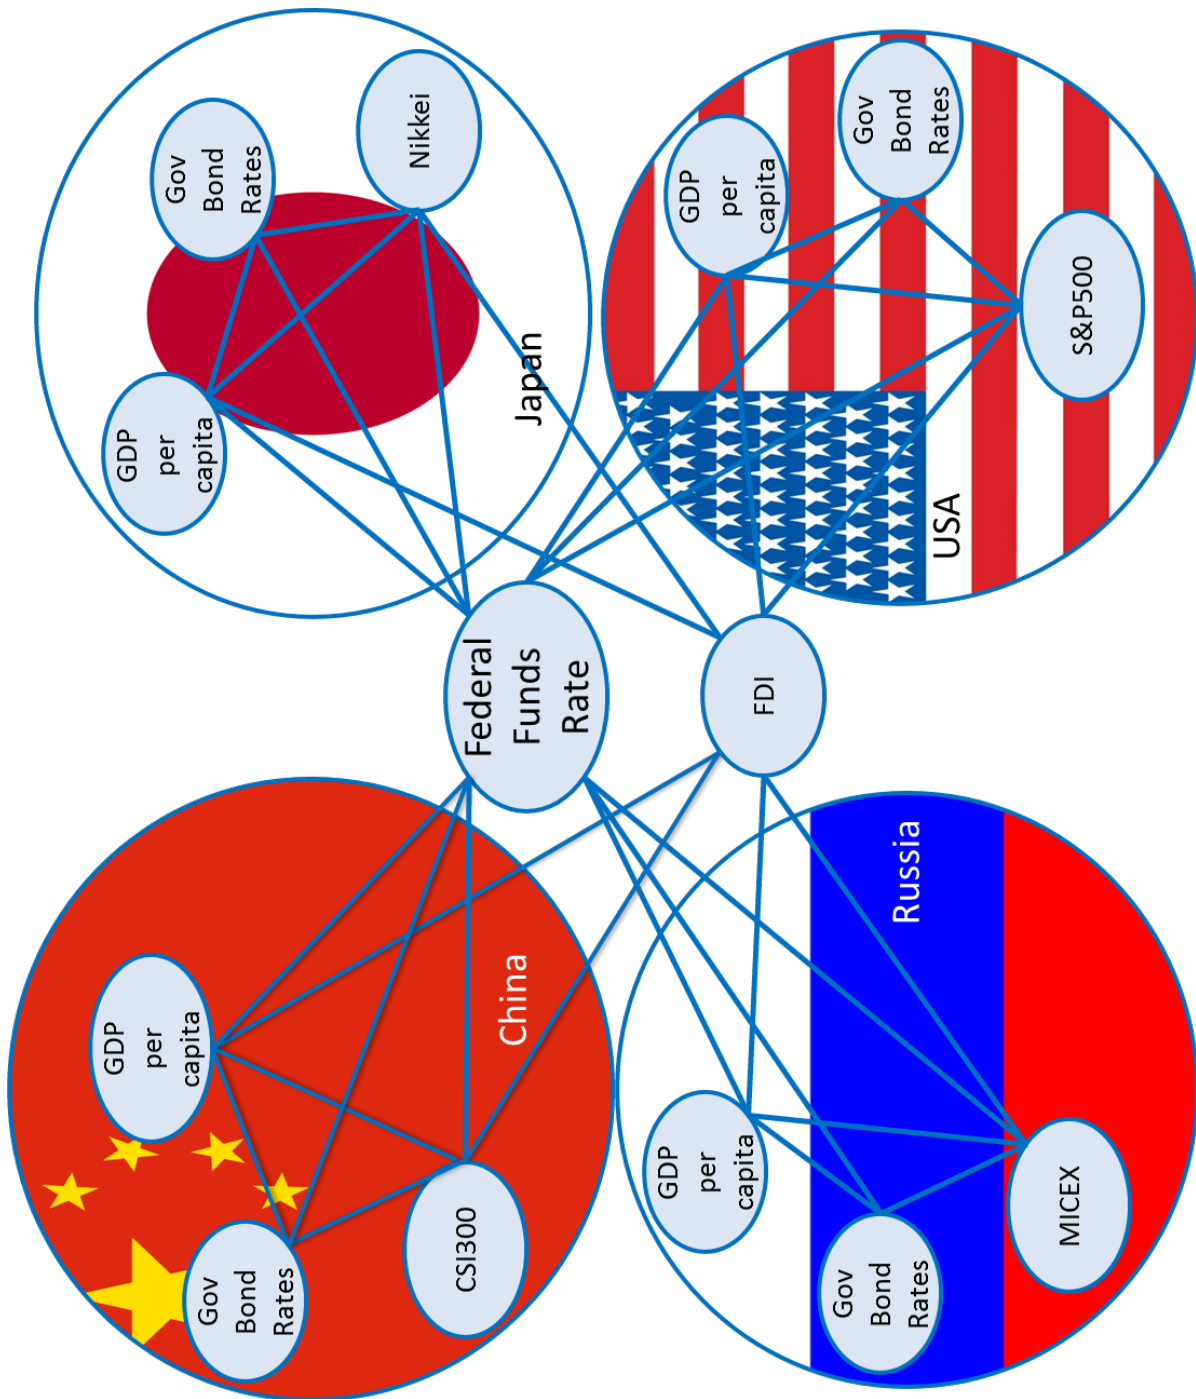 GDP
per
capita
Gov
Bond
Rates
CSI300
China
GDP
per
capita
Gov
Bond
Rates
Nikkei
Japan
Federal
Funds
Rate
FDI
GDP
per
capita
Gov
Bond
Rates
MICEX
Russia
GDP
per
capita
Gov
Bond
Rates
S&P500
USA